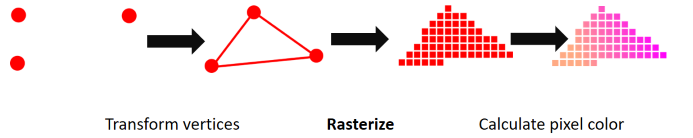 Transform vertices
Rasterize
Calculate pixel color